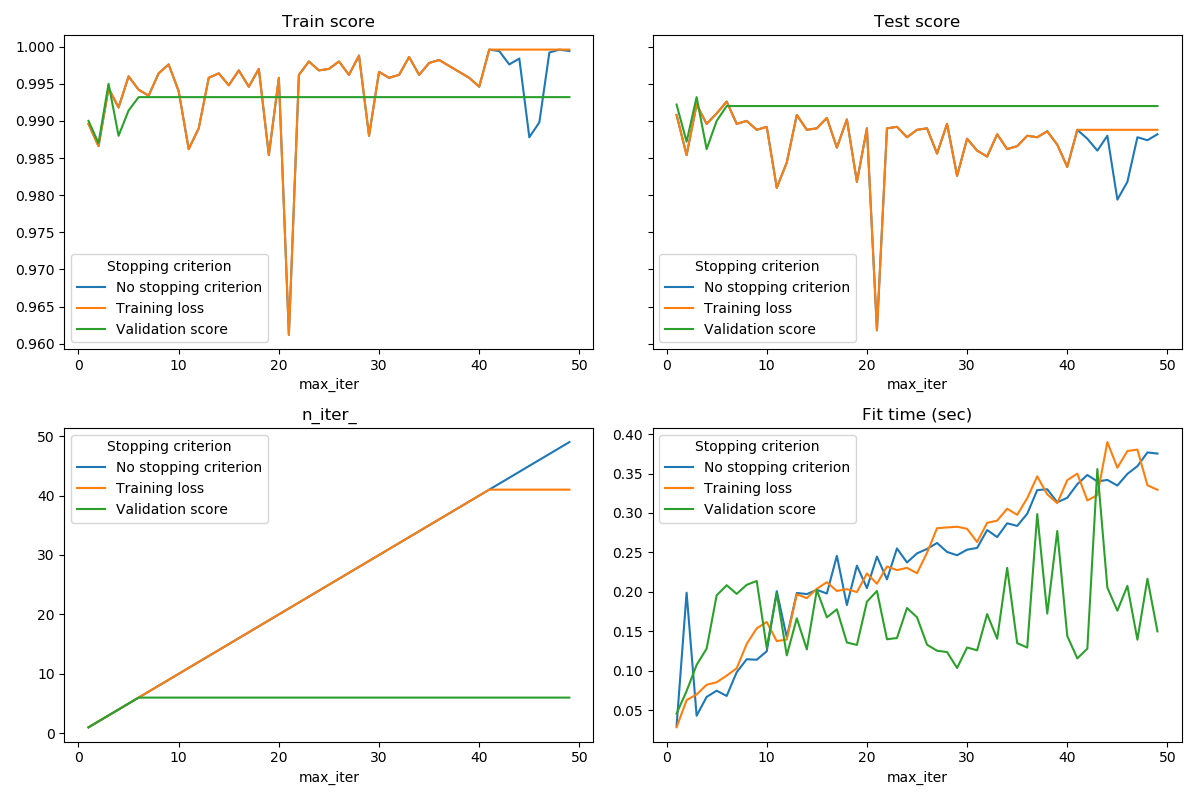 Train score
1.000
0.995
0.990
0.985
0.980
0.975
0.970
0.965
0.960
Stopping criterion
No stopping criterion
Training loss
Validation score
0 10 20 30 40 50
max_iter
Test score
Stopping criterion
No stopping criterion
Training loss
Validation score
0 10 20 30 40 50
max_iter
n_iter_
50
40
30
20
10
0
Stopping criterion
No stopping criterion
Training loss
Validation score
0 10 20 30 40 50
max_iter
Fit time (sec)
0.40
0.35
0.30
0.25
0.20
0.15
0.10
0.05
Stopping criterion
No stopping criterion
Training loss
Validation score
0 10 20 30 40 50
max_iter